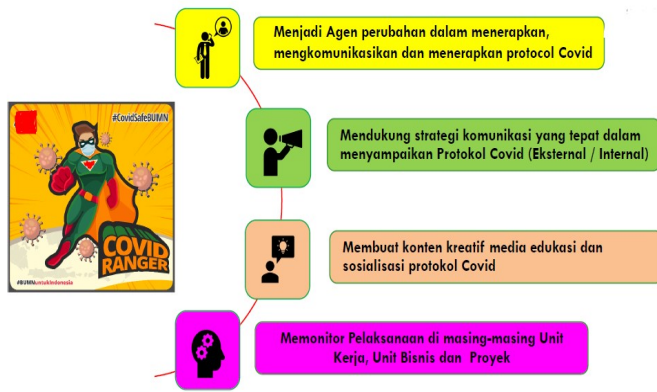 Menjadi Agen perubahan dalam menerapkan,
mengkomunikasikan dan menerapkan protocol Covid
#CovidSafeBUMN
COVID
RANGER
#BUMNuntukIndonesia
Mendukung strategi komunikasi yang tepat dalam
menyampaikan Protokol Covid (Eksternal / Internal)
Membuat konten kreatif media edukasi dan
sosialisasi protokol Covid
Memonitor Pelaksanaan di masing-masing Unit
Kerja, Unit Bisnis dan Proyek